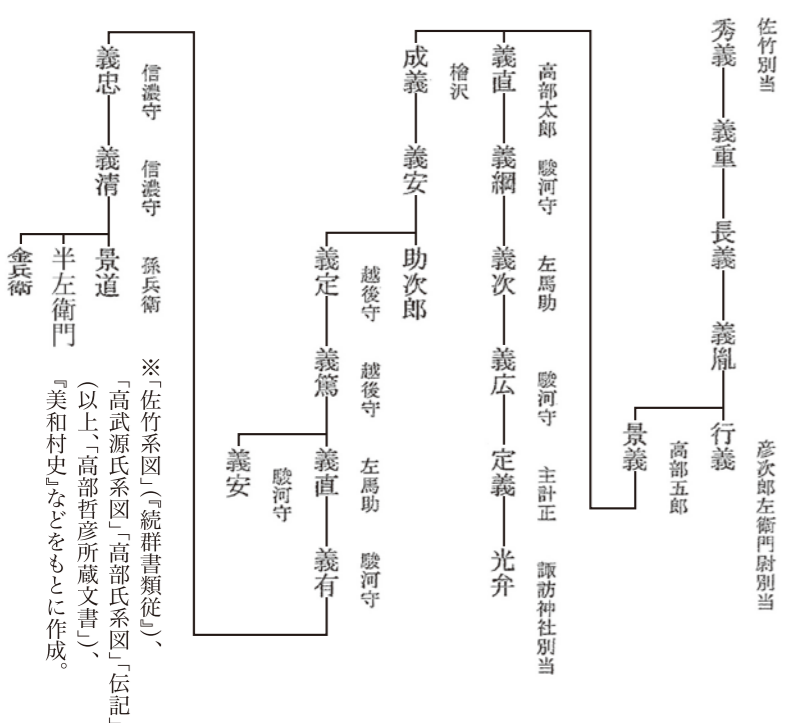 佐竹別当
秀義
義重
長義
義胤
彦次郎左衛門尉別当
行義
高部五郎
景義
高部太郎
義直
駿河守
義綱
左馬助
義次
駿河守
義広
主計正
定義
諏訪神社別当
光弁
檜沢
成義
義安
助次郎
越後守
義定
越後守
義篤
左馬助
義直
駿河守
義有
駿河守
義安
信濃守
義忠
信濃守
義清
孫兵衛
景道
半左衛門
金兵衛
※「佐竹系図」(『続群書類従』)、
「高武源氏系図」「高部氏系図」「伝記」
(以上、「高部哲彦所蔵文書」)、
『美和村史』などをもとに作成。